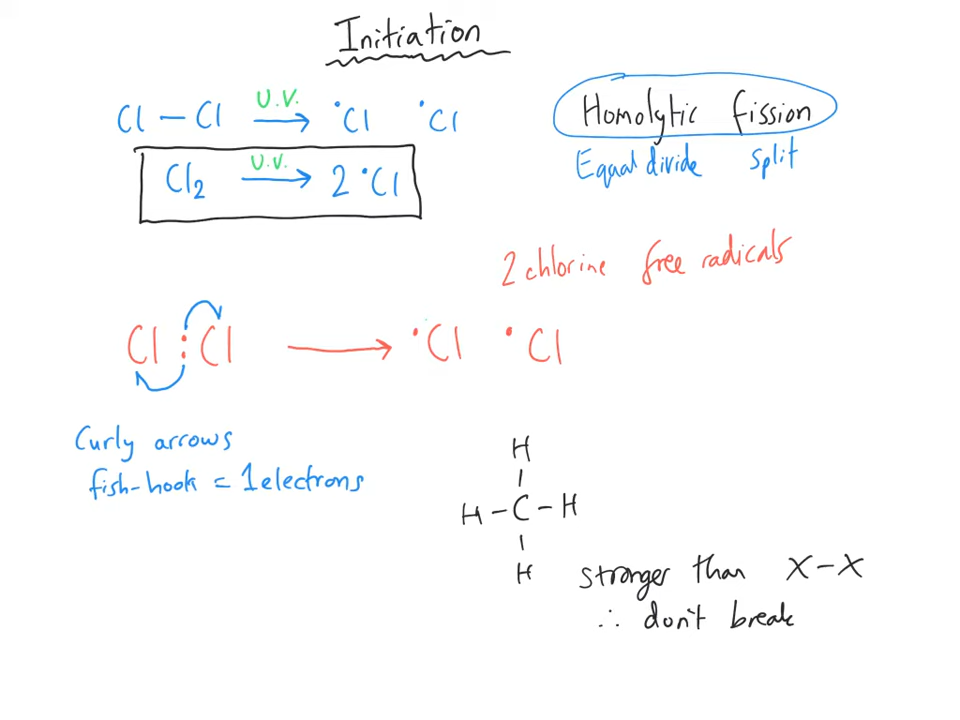 Initiation
Cl — Cl U.V. → •Cl •Cl
Homolytic fission
Equal divide split
Cl₂ U.V. → 2 •Cl
2 chlorine free radicals
Cl : Cl → •Cl •Cl
Curly arrows
fish-hook = 1 electrons
H
H – C – H
H
stronger than X – X
∴ don't break